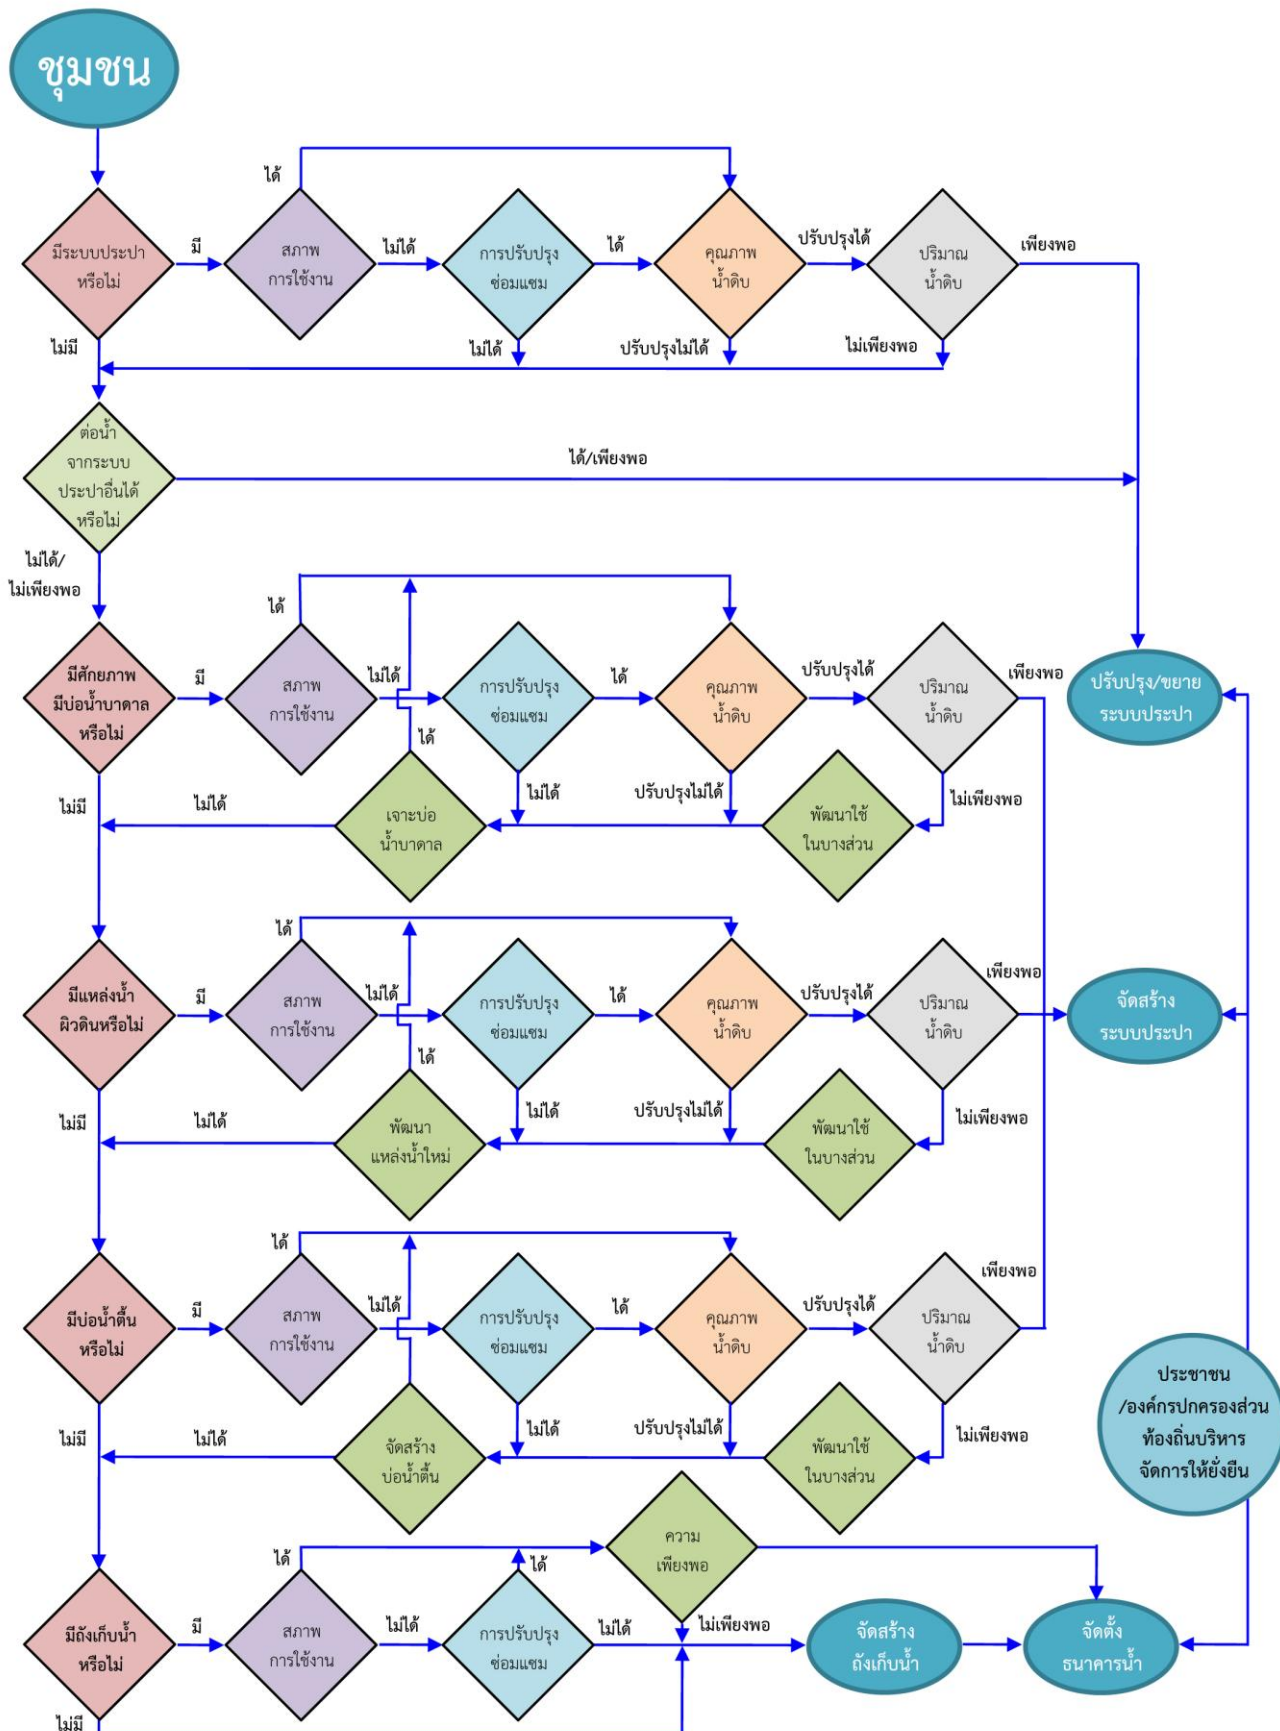 ชุมชน
ได้
มีระบบประปา
หรือไม่
มี
สภาพ
การใช้งาน
ไม่ได้
การปรับปรุง
ซ่อมแซม
ได้
คุณภาพ
น้ำดิบ
ปรับปรุงได้
ปริมาณ
น้ำดิบ
เพียงพอ
ไม่มี
ไม่ได้
ปรับปรุงไม่ได้
ไม่เพียงพอ
ต่อน้ำ
จากระบบ
ประปาอื่นได้
หรือไม่
ได้/เพียงพอ
ไม่ได้/
ไม่เพียงพอ
ได้
มีศักยภาพ
มีบ่อน้ำบาดาล
หรือไม่
มี
สภาพ
การใช้งาน
ไม่ได้
การปรับปรุง
ซ่อมแซม
ได้
คุณภาพ
น้ำดิบ
ปรับปรุงได้
ปริมาณ
น้ำดิบ
เพียงพอ
ปรับปรุง/ขยาย
ระบบประปา
ได้
ไม่มี
ไม่ได้
เจาะบ่อ
น้ำบาดาล
ไม่ได้
ปรับปรุงไม่ได้
พัฒนาใช้
ในบางส่วน
ไม่เพียงพอ
ได้
มีแหล่งน้ำ
ผิวดินหรือไม่
มี
สภาพ
การใช้งาน
ไม่ได้
การปรับปรุง
ซ่อมแซม
ได้
คุณภาพ
น้ำดิบ
ปรับปรุงได้
ปริมาณ
น้ำดิบ
เพียงพอ
จัดสร้าง
ระบบประปา
ได้
ไม่มี
ไม่ได้
พัฒนา
แหล่งน้ำใหม่
ไม่ได้
ปรับปรุงไม่ได้
พัฒนาใช้
ในบางส่วน
ไม่เพียงพอ
ได้
มีบ่อน้ำตื้น
หรือไม่
มี
สภาพ
การใช้งาน
ไม่ได้
การปรับปรุง
ซ่อมแซม
ได้
คุณภาพ
น้ำดิบ
ปรับปรุงได้
ปริมาณ
น้ำดิบ
เพียงพอ
ได้
ไม่มี
ไม่ได้
จัดสร้าง
บ่อน้ำตื้น
ไม่ได้
ปรับปรุงไม่ได้
พัฒนาใช้
ในบางส่วน
ไม่เพียงพอ
ประชาชน
/องค์กรปกครองส่วน
ท้องถิ่นบริหาร
จัดการให้ยั่งยืน
ได้
ความ
เพียงพอ
ได้
มีถังเก็บน้ำ
หรือไม่
มี
สภาพ
การใช้งาน
ไม่ได้
การปรับปรุง
ซ่อมแซม
ไม่ได้
ไม่เพียงพอ
จัดสร้าง
ถังเก็บน้ำ
จัดตั้ง
ธนาคารน้ำ
ไม่มี